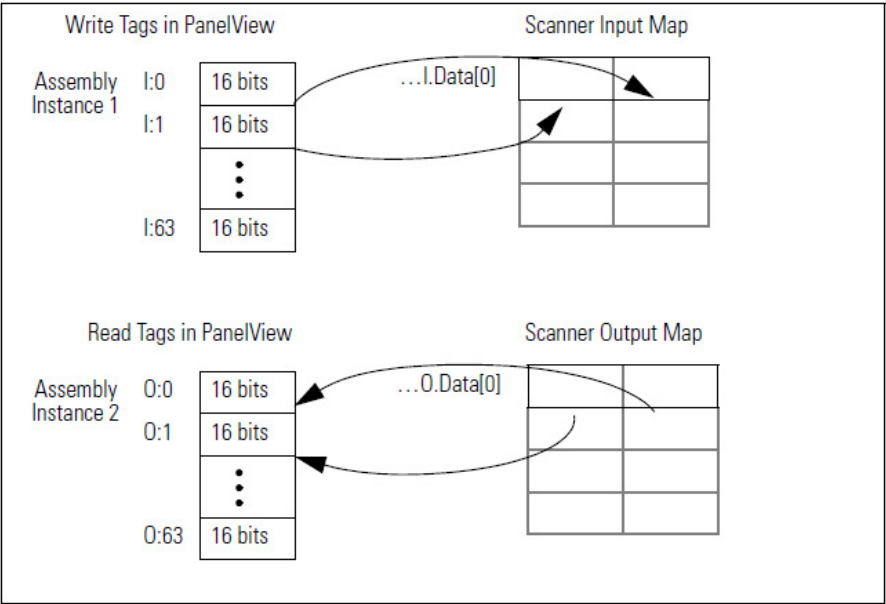 Write Tags in PanelView
Scanner Input Map
Assembly
Instance 1
I:0
16 bits
…I.Data[0]
I:1
16 bits
I:63
16 bits
Read Tags in PanelView
Scanner Output Map
Assembly
Instance 2
O:0
16 bits
…O.Data[0]
O:1
16 bits
O:63
16 bits